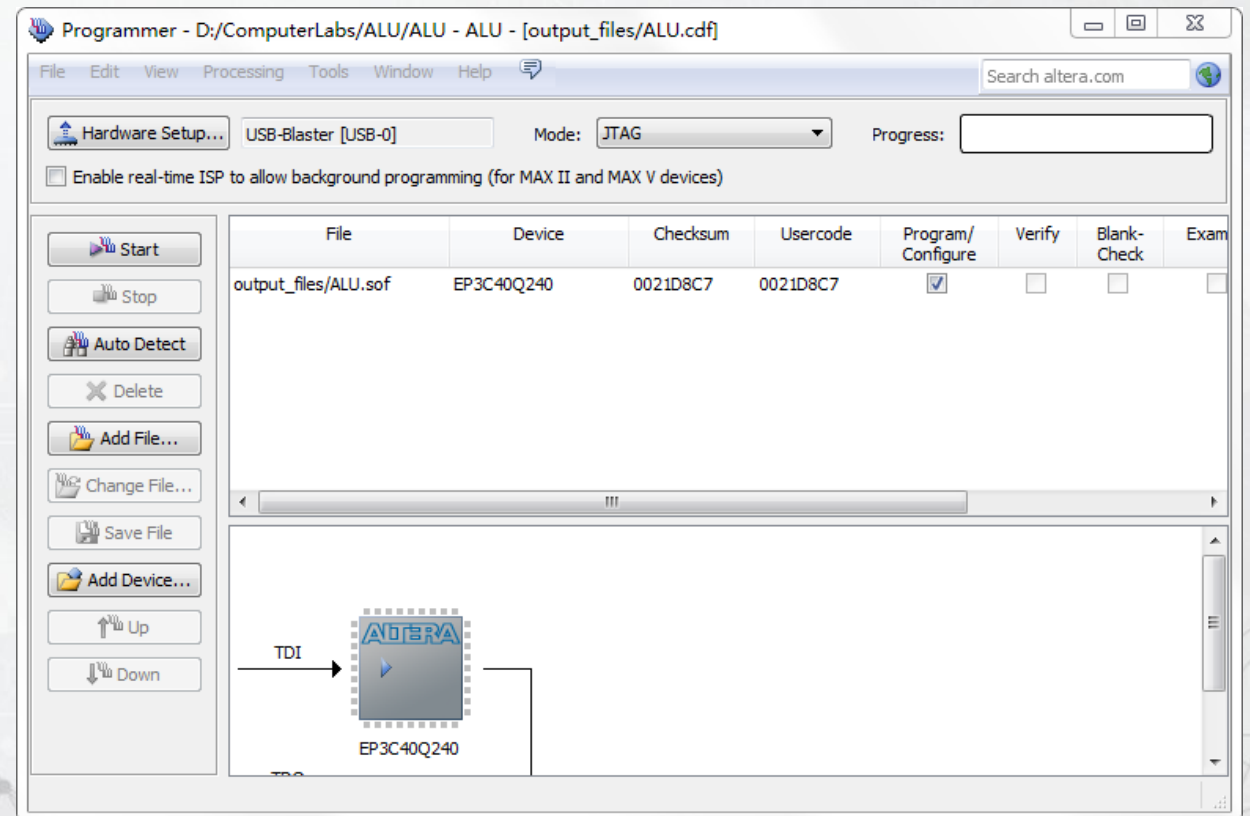 Programmer - D:/ComputerLabs/ALU/ALU - ALU - [output_files/ALU.cdf]
File Edit View Processing Tools Window Help Search altera.com
Hardware Setup... USB-Blaster [USB-0] Mode: JTAG Progress:
Enable real-time ISP to allow background programming (for MAX II and MAX V devices)
Start
Stop
Auto Detect
Delete
Add File...
Change File...
Save File
Add Device...
Up
Down
File Device Checksum Usercode Program/ Configure Verify Blank- Check Exam
output_files/ALU.sof EP3C40Q240 0021D8C7 0021D8C7
TDI
ALTERA
EP3C40Q240